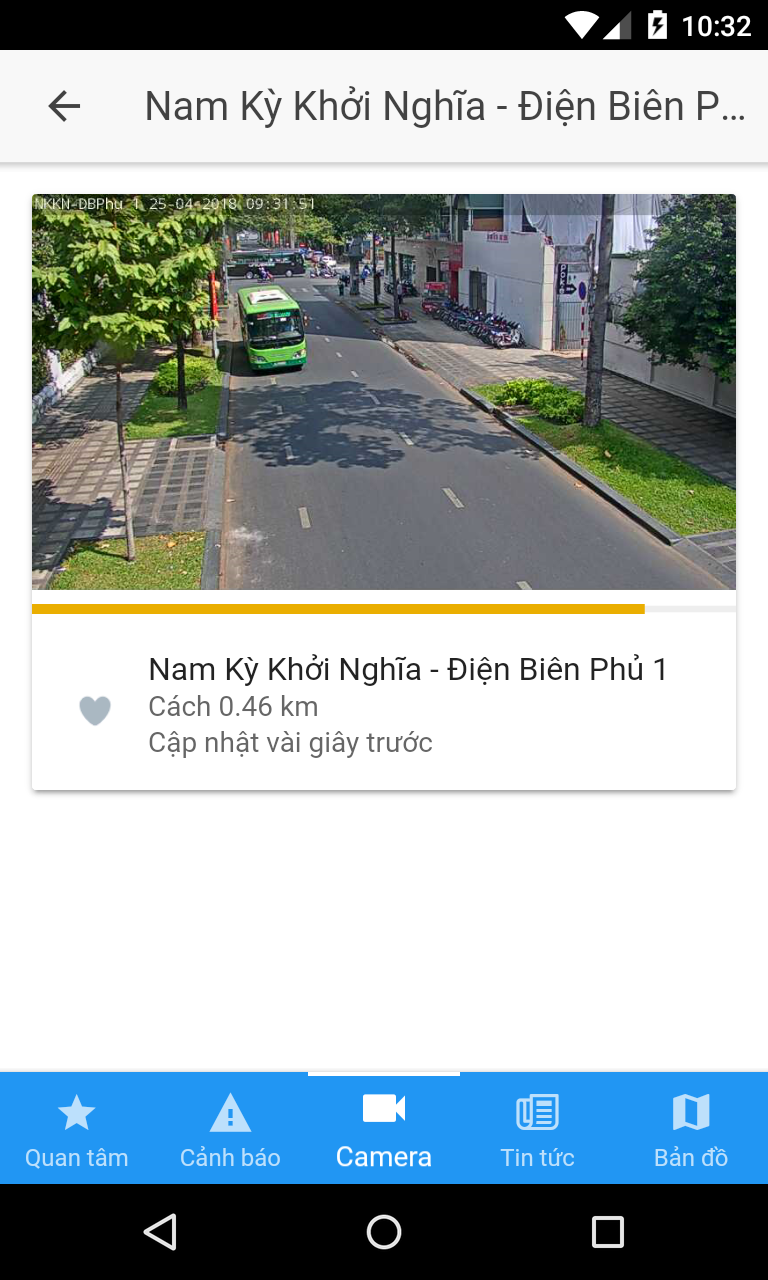 10:32
Nam Kỳ Khởi Nghĩa - Điện Biên P...
NKKN-DBPhu 1 25-04-2018 09:31:51
Nam Kỳ Khởi Nghĩa - Điện Biên Phủ 1
Cách 0.46 km
Cập nhật vài giây trước
Quan tâm
Cảnh báo
Camera
Tin tức
Bản đồ